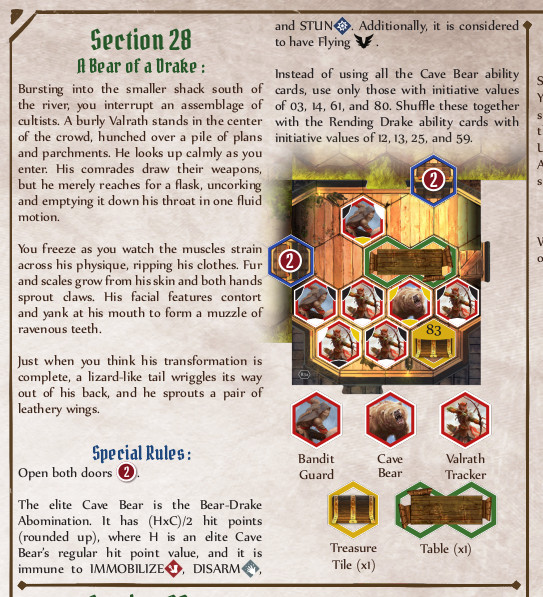 Section 28
A Bear of a Drake:
Bursting into the smaller shack south of
the river, you interrupt an assemblage of
cultists. A burly Valrath stands in the center
of the crowd, hunched over a pile of plans
and parchments. He looks up calmly as you
enter. His comrades draw their weapons,
but he merely reaches for a flask, uncorking
and emptying it down his throat in one fluid
motion.
You freeze as you watch the muscles strain
across his physique, ripping his clothes. Fur
and scales grow from his skin and both hands
sprout claws. His facial features contort
and yank at his mouth to form a muzzle of
ravenous teeth.
Just when you think his transformation is
complete, a lizard-like tail wriggles its way
out of his back, and he sprouts a pair of
leathery wings.
Special Rules:
Open both doors 2.
The elite Cave Bear is the Bear-Drake
Abomination. It has (HxC)/2 hit points
(rounded up), where H is an elite Cave
Bear's regular hit point value, and it is
immune to IMMOBILIZE, DISARM,
and STUN. Additionally, it is considered
to have Flying.
Instead of using all the Cave Bear ability
cards, use only those with initiative values
of 03, 14, 61, and 80. Shuffle these together
with the Rending Drake ability cards with
initiative values of 12, 13, 25, and 59.
2
2
83
Bandit
Guard
Cave
Bear
Valrath
Tracker
Treasure
Tile (x1)
Table (x1)